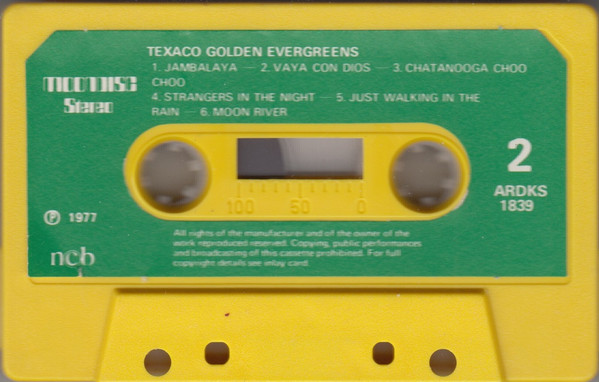 TEXACO GOLDEN EVERGREENS
1. JAMBALAYA — 2. VAYA CON DIOS — 3. CHATANOOGA CHOO
CHOO
4. STRANGERS IN THE NIGHT — 5. JUST WALKING IN THE
RAIN — 6. MOON RIVER
MOONDISC
Stereo
2
ARDKS
1839
100 50 0
℗ 1977
ncb
All rights of the manufacturer and of the owner of the
work reproduced reserved. Copying, public performances
and broadcasting of this cassette prohibited. For full
copyright details see inlay card.